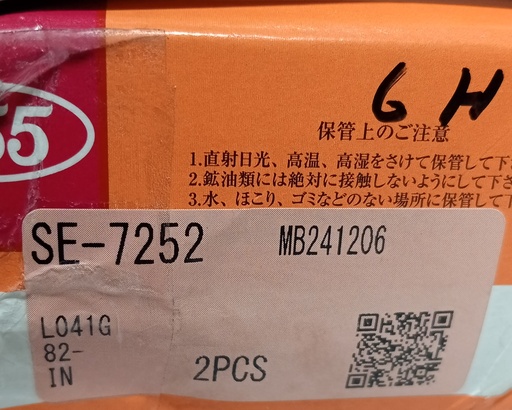 55
G H
保管上のご注意
1.直射日光、高温、高湿をさけて保管して下
2.鉱油類には絶対に接触しないようにして下さ
3.水、ほこり、ゴミなどのない場所に保管して下
SE-7252 MB241206
L041G
82-
IN
2PCS